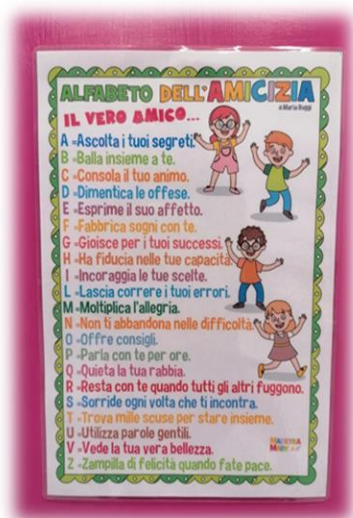 ALFABETO DELL'AMICIZIA
di Maria Ruggi
IL VERO AMICO...
A =Ascolta i tuoi segreti.
B =Balla insieme a te.
C =Consola il tuo animo.
D =Dimentica le offese.
E =Esprime il suo affetto.
F =Fabbrica sogni con te.
G =Gioisce per i tuoi successi.
H =Ha fiducia nelle tue capacità.
I =Incoraggia le tue scelte.
L =Lascia correre i tuoi errori.
M =Moltiplica l'allegria.
N =Non ti abbandona nelle difficoltà.
O =Offre consigli.
P =Parla con te per ore.
Q =Quieta la tua rabbia.
R =Resta con te quando tutti gli altri fuggono.
S =Sorride ogni volta che ti incontra.
T =Trova mille scuse per stare insieme.
U =Utilizza parole gentili.
V =Vede la tua vera bellezza.
Z =Zampilla di felicità quando fate pace.
MAESTRA